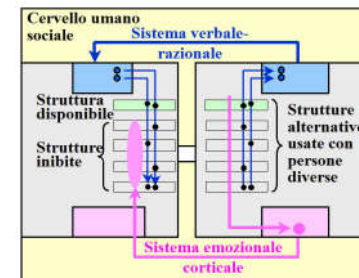 Cervello umano
sociale
Sistema verbale-
razionale
Struttura
disponibile
Strutture
inibite
Strutture
alternative
usate con
persone
diverse
Sistema emozionale
corticale